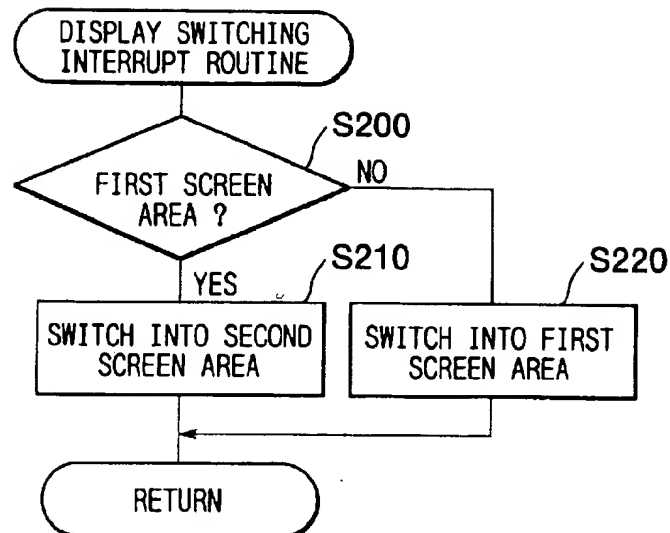 DISPLAY SWITCHING
INTERRUPT ROUTINE
S200
FIRST SCREEN
AREA ?
NO
YES
S210
SWITCH INTO SECOND
SCREEN AREA
S220
SWITCH INTO FIRST
SCREEN AREA
RETURN